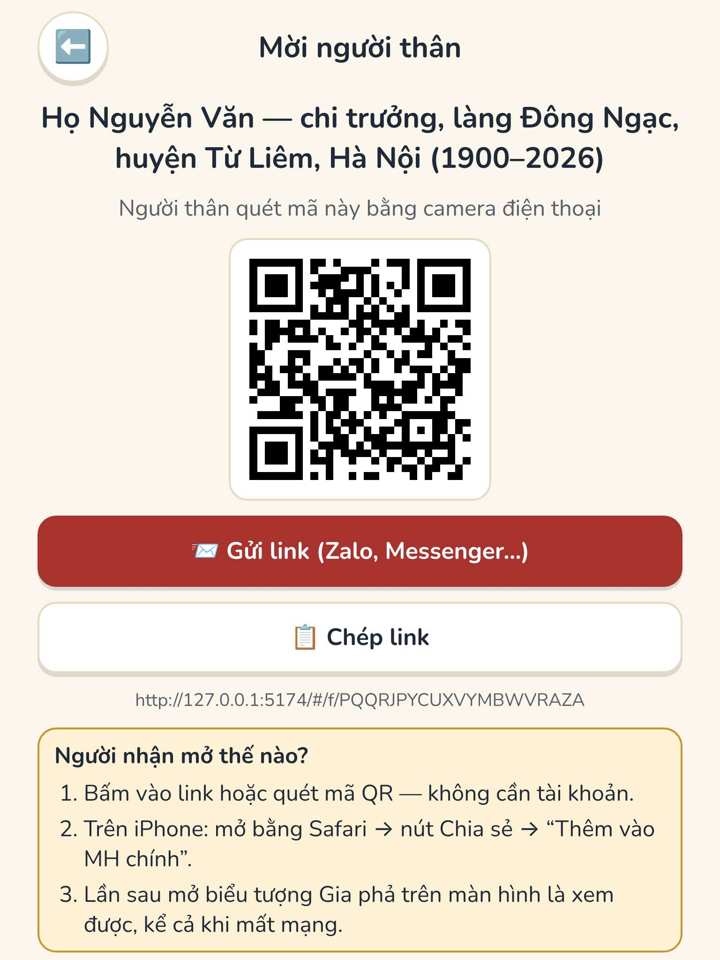 Mời người thân
Họ Nguyễn Văn — chi trưởng, làng Đông Ngạc,
huyện Từ Liêm, Hà Nội (1900–2026)
Người thân quét mã này bằng camera điện thoại
Gửi link (Zalo, Messenger...)
Chép link
http://127.0.0.1:5174/#/f/PQQRJPYCUXVYMBWVRAZA
Người nhận mở thế nào?
1. Bấm vào link hoặc quét mã QR — không cần tài khoản.
2. Trên iPhone: mở bằng Safari → nút Chia sẻ → “Thêm vào
MH chính”.
3. Lần sau mở biểu tượng Gia phả trên màn hình là xem
được, kể cả khi mất mạng.